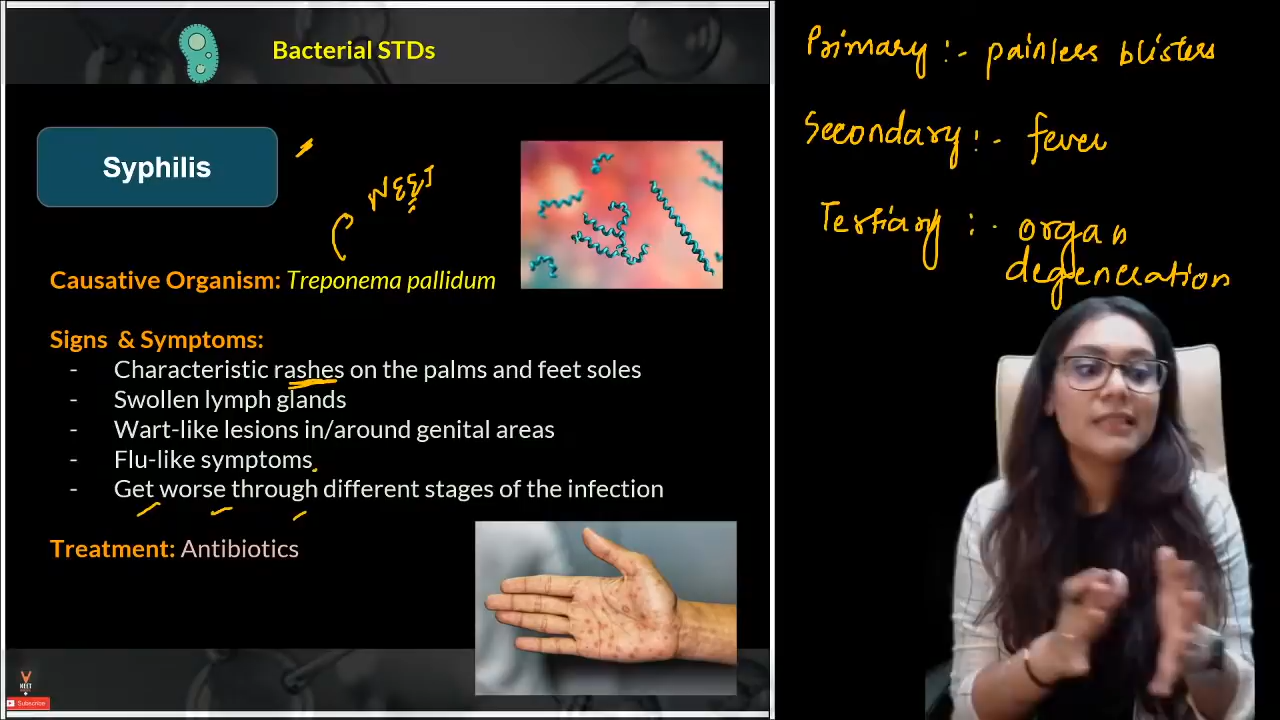 Bacterial STDs
Syphilis
NEET
Causative Organism: Treponema pallidum
Signs & Symptoms:
- Characteristic rashes on the palms and feet soles
- Swollen lymph glands
- Wart-like lesions in/around genital areas
- Flu-like symptoms
- Get worse through different stages of the infection
Treatment: Antibiotics
NEET
Subscribe
Primary :- painless blisters
Secondary :- fever
Tertiary :- organ
degeneration